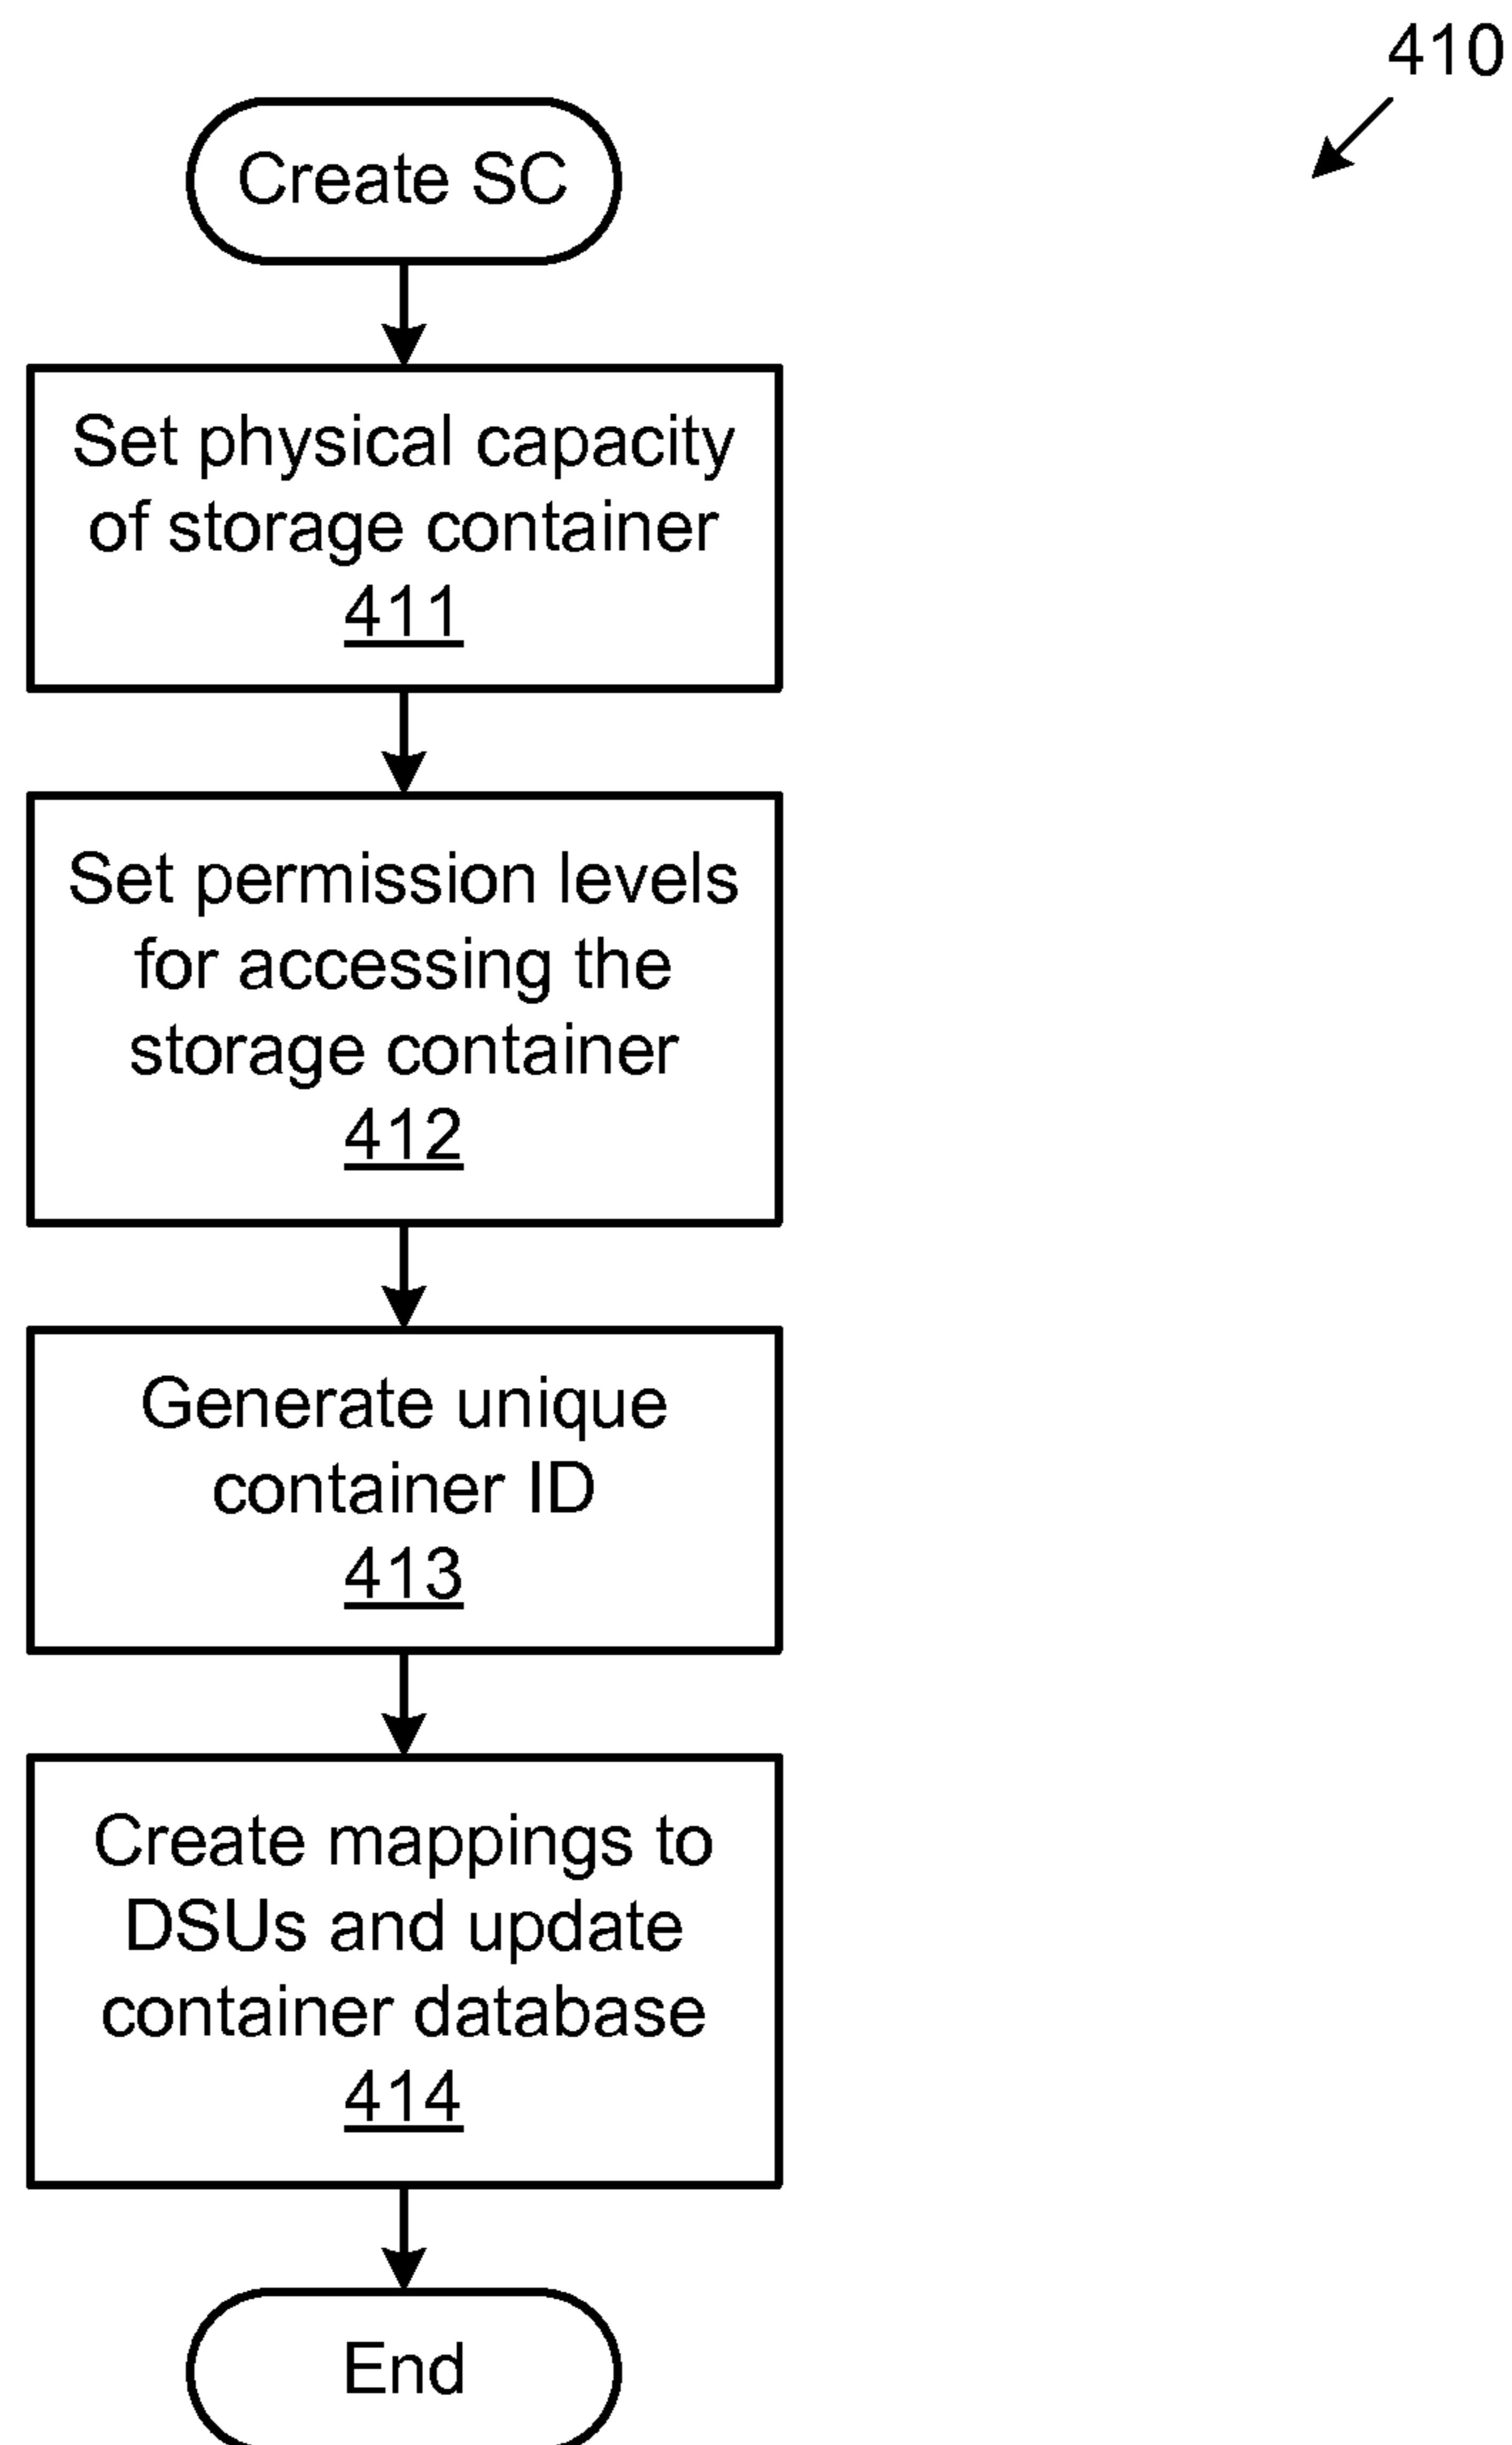 410
Create SC
Set physical capacity
of storage container
411
Set permission levels
for accessing the
storage container
412
Generate unique
container ID
413
Create mappings to
DSUs and update
container database
414
End